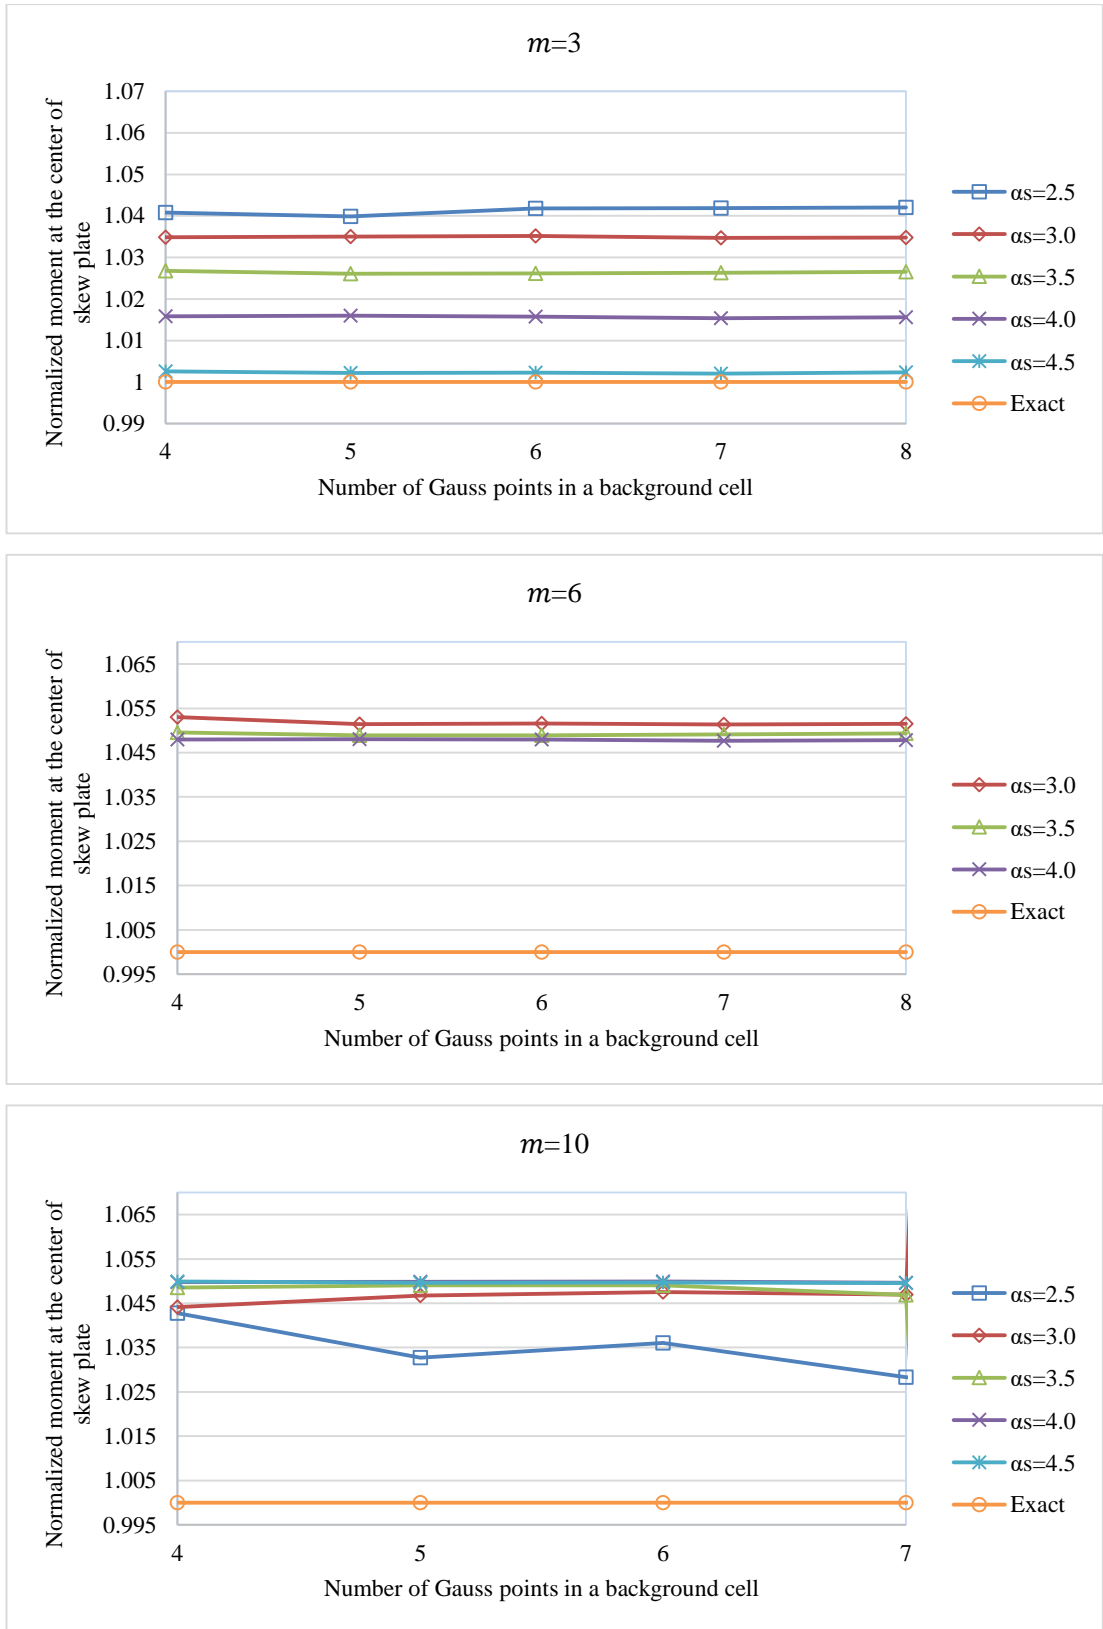 m=3
Normalized moment at the center of
skew plate
1.07
1.06
1.05
1.04
1.03
1.02
1.01
1
0.99
4 5 6 7 8
Number of Gauss points in a background cell
αs=2.5
αs=3.0
αs=3.5
αs=4.0
αs=4.5
Exact
m=6
Normalized moment at the center of
skew plate
1.065
1.055
1.045
1.035
1.025
1.015
1.005
0.995
4 5 6 7 8
Number of Gauss points in a background cell
αs=3.0
αs=3.5
αs=4.0
Exact
m=10
Normalized moment at the center of
skew plate
1.065
1.055
1.045
1.035
1.025
1.015
1.005
0.995
4 5 6 7
Number of Gauss points in a background cell
αs=2.5
αs=3.0
αs=3.5
αs=4.0
αs=4.5
Exact